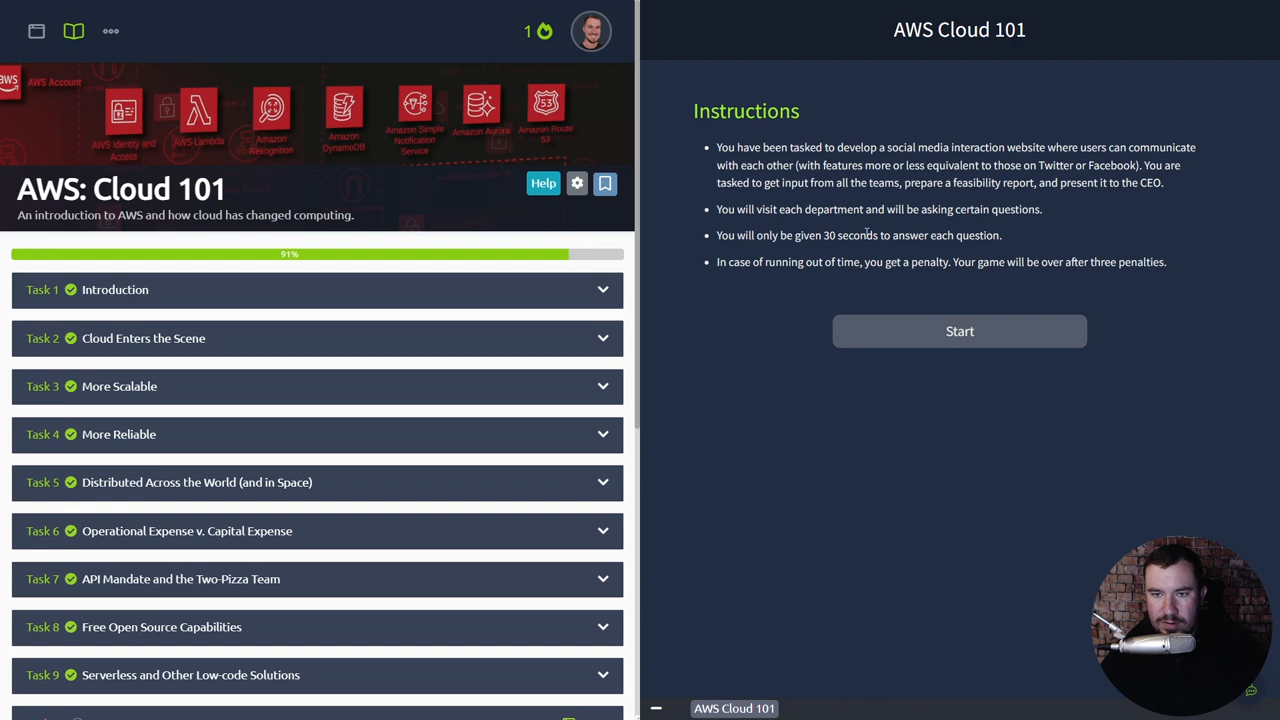 1
aws
AWS Account
AWS Identity and
Access
AWS Lambda
Amazon
Rekognition
Amazon
DynamoDB
Amazon Simple
Notification
Service
Amazon Aurora
53
Amazon Route
53
AWS: Cloud 101
Help
An introduction to AWS and how cloud has changed computing.
91%
Task 1 Introduction
Task 2 Cloud Enters the Scene
Task 3 More Scalable
Task 4 More Reliable
Task 5 Distributed Across the World (and in Space)
Task 6 Operational Expense v. Capital Expense
Task 7 API Mandate and the Two-Pizza Team
Task 8 Free Open Source Capabilities
Task 9 Serverless and Other Low-code Solutions
AWS Cloud 101
Instructions
• You have been tasked to develop a social media interaction website where users can communicate
with each other (with features more or less equivalent to those on Twitter or Facebook). You are
tasked to get input from all the teams, prepare a feasibility report, and present it to the CEO.
• You will visit each department and will be asking certain questions.
• You will only be given 30 seconds to answer each question.
• In case of running out of time, you get a penalty. Your game will be over after three penalties.
Start
AWS Cloud 101